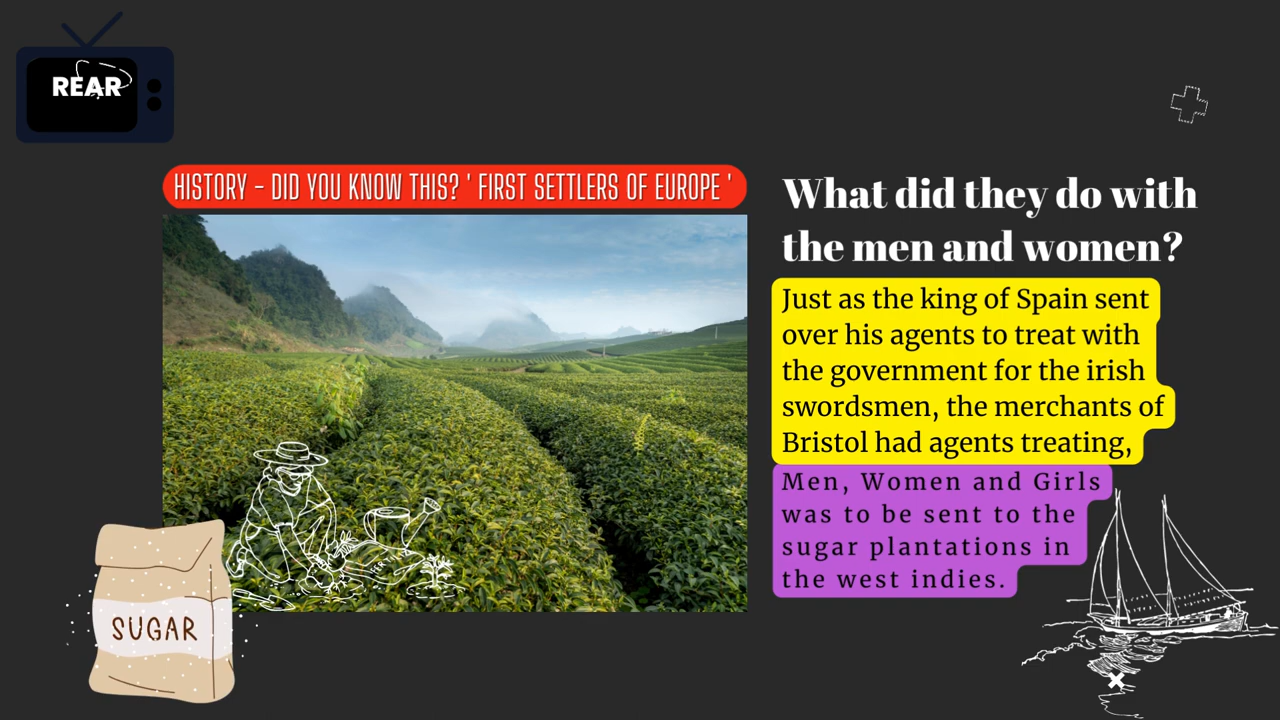 REAR
HISTORY - DID YOU KNOW THIS? ' FIRST SETTLERS OF EUROPE '
What did they do with
the men and women?
Just as the king of Spain sent
over his agents to treat with
the government for the irish
swordsmen, the merchants of
Bristol had agents treating,
Men, Women and Girls
was to be sent to the
sugar plantations in
the west indies.
SUGAR